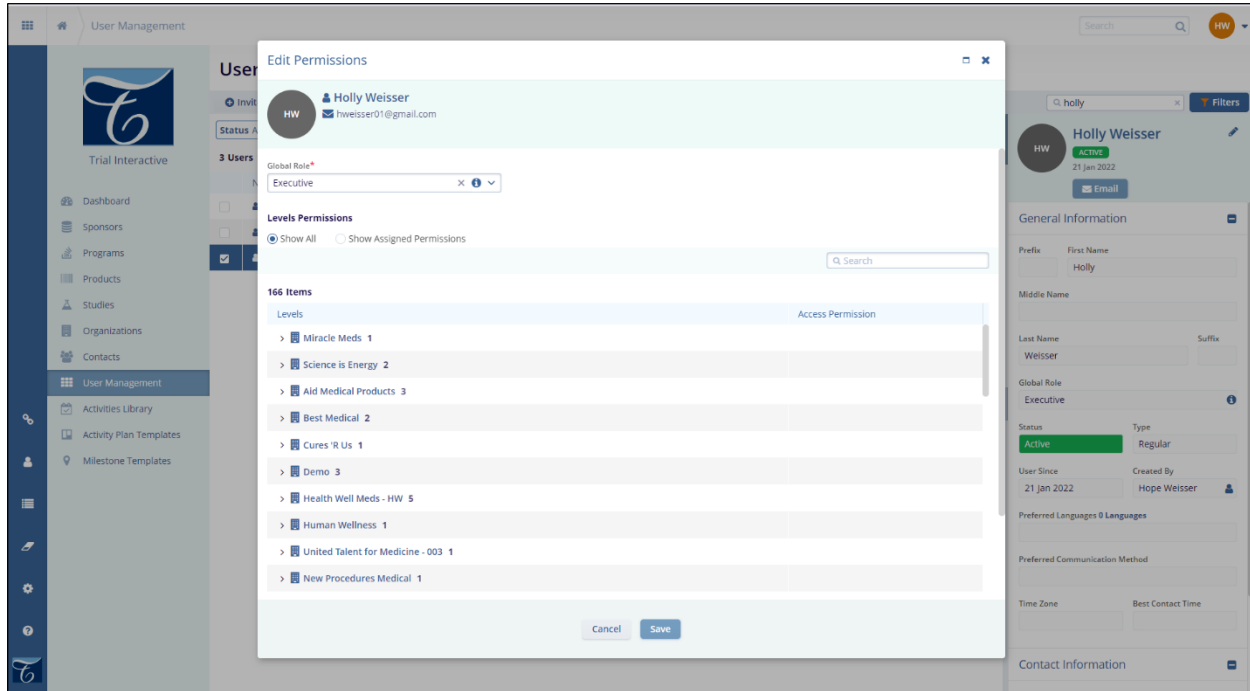 User Management
Search
HW
Trial Interactive
Dashboard
Sponsors
Programs
Products
Studies
Organizations
Contacts
User Management
Activities Library
Activity Plan Templates
Milestone Templates
User
Invit
Status A
3 Users
N
Edit Permissions
HW
Holly Weisser
hweisser01@gmail.com
Global Role*
Executive
Levels Permissions
Show All Show Assigned Permissions
Search
166 Items
Levels Access Permission
Miracle Meds 1
Science is Energy 2
Aid Medical Products 3
Best Medical 2
Cures 'R Us 1
Demo 3
Health Well Meds - HW 5
Human Wellness 1
United Talent for Medicine - 003 1
New Procedures Medical 1
Cancel Save
holly Filters
HW
Holly Weisser
ACTIVE
21 Jan 2022
Email
General Information
Prefix First Name
Holly
Middle Name
Last Name Suffix
Weisser
Global Role
Executive
Status Type
Active Regular
User Since Created By
21 Jan 2022 Hope Weisser
Preferred Languages 0 Languages
Preferred Communication Method
Time Zone Best Contact Time
Contact Information